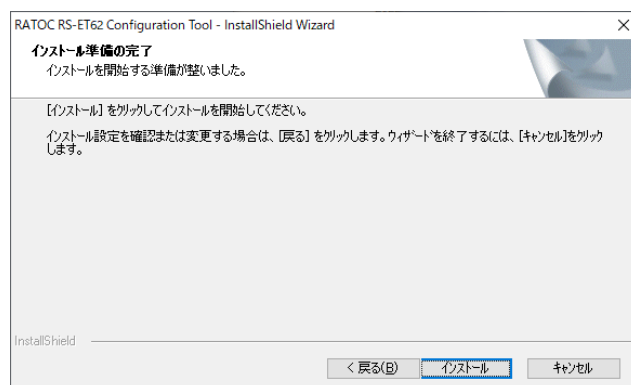 RATOC RS-ET62 Configuration Tool - InstallShield Wizard
インストール準備の完了
インストールを開始する準備が整いました。
[インストール] をクリックしてインストールを開始してください。
インストール設定を確認または変更する場合は、[戻る] をクリックします。ウィザードを終了するには、[キャンセル]をクリック
します。
InstallShield
< 戻る(B)
インストール
キャンセル